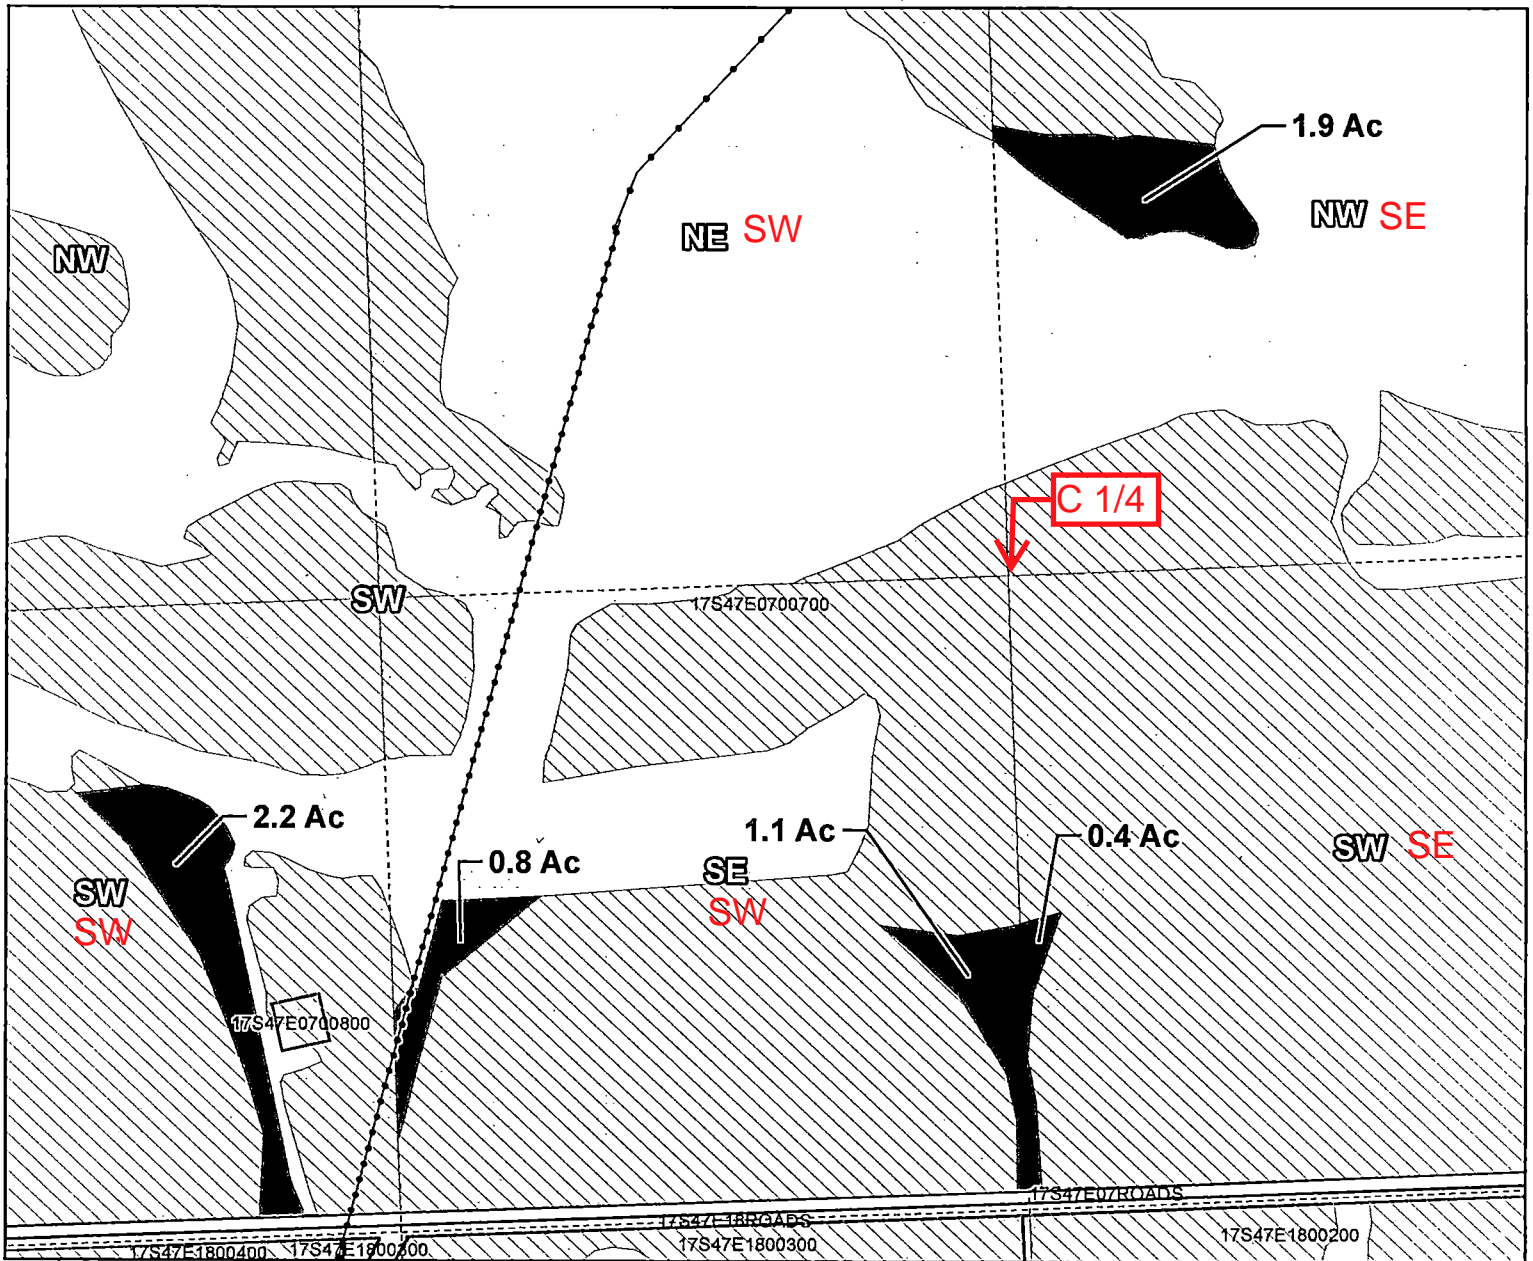 1.9 Ac
NE SW
NW SE
NW
C 1/4
SW
17S47E0700700
2.2 Ac
1.1 Ac
0.4 Ac
0.8 Ac
SE
SW
SW SE
SW
SW
17S47E0700800
17S47E07ROADS
17S47E18ROADS
17S47E1800400
17S47E1800300
17S47E1800300
17S47E1800200